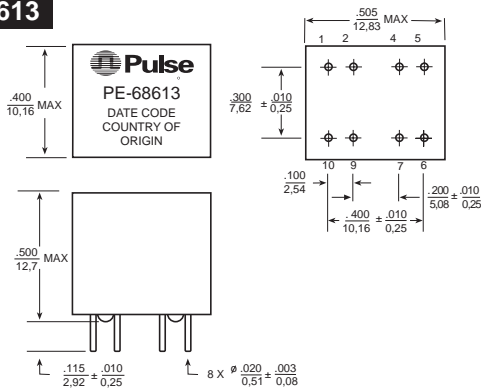 613
Pulse
PE-68613
DATE CODE
COUNTRY OF
ORIGIN
.400
10,16 MAX
.505
12,83 MAX
1 2 4 5
.300 ± .010
7,62 0,25
10 9 7 6
.100
2,54
.200 ± .010
5,08 0,25
.400 ± .010
10,16 0,25
.500
12,7 MAX
.115 ± .010
2,92 0,25
8 X ø .020 ± .003
0,51 0,08